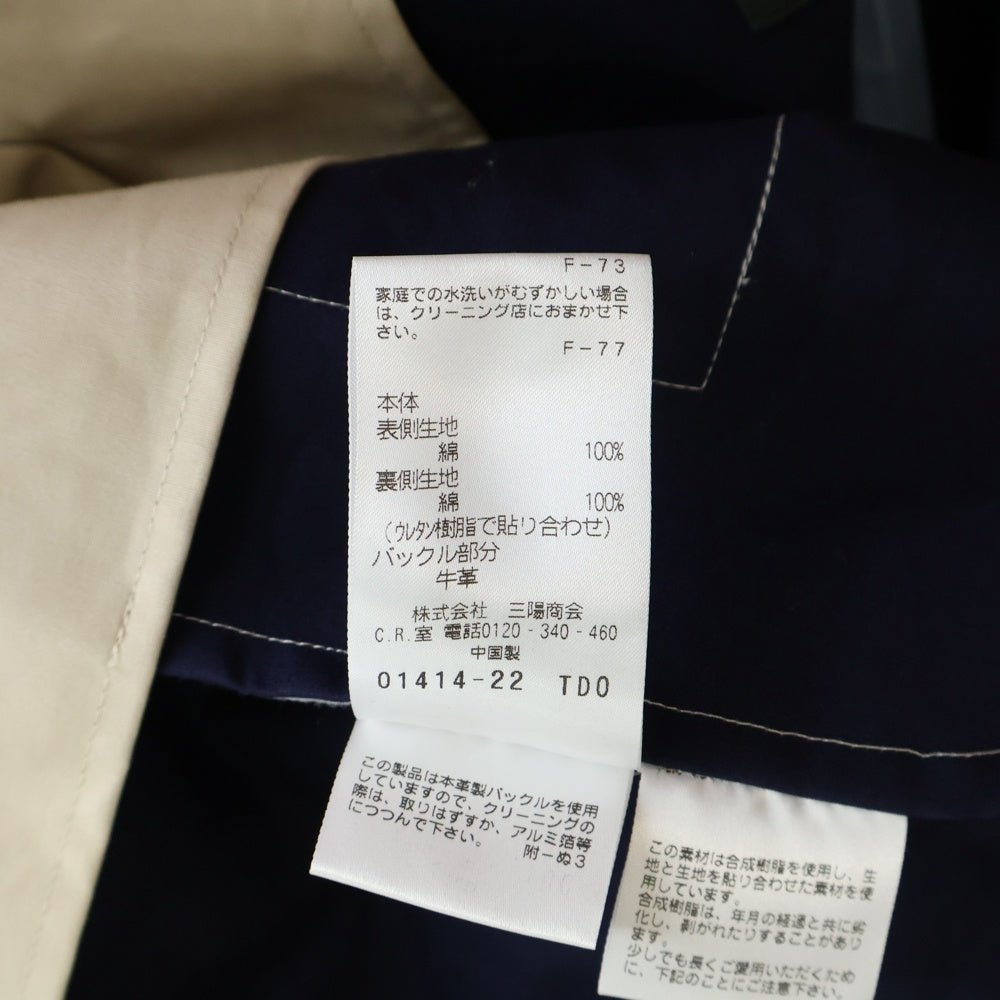 F-73
家庭での水洗いがむずかしい場合
は、クリーニング店におまかせ下
さい。
F-77
本体
表側生地
綿 100%
裏側生地
綿 100%
(ウレタン樹脂で貼り合わせ)
バックル部分
牛革
株式会社 三陽商会
C.R.室 電話0120-340-460
中国製
01414-22 TDO
この製品は本革製バックルを使用
していますので、クリーニングの
際は、取りはずすか、アルミ箔等
につつんで下さい。
附-ぬ3
この素材は合成樹脂を使用し、生
地と生地を貼り合わせた素材を使
用しています。
合成樹脂は、年月の経過と共に劣
化し、剥がれたりすることがあり
ます。
少しでも長くご愛用いただくため
に、下記のことにご注意下さい。